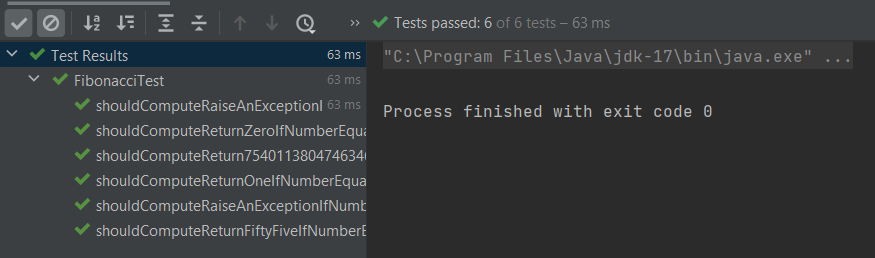 Tests passed: 6 of 6 tests – 63 ms
Test Results 63 ms
FibonacciTest 63 ms
shouldComputeRaiseAnExceptionI 63 ms
shouldComputeReturnZeroIfNumberEqua
shouldComputeReturn7540113804746346
shouldComputeReturnOneIfNumberEqua
shouldComputeRaiseAnExceptionIfNumb
shouldComputeReturnFiftyFiveIfNumberE
"C:\Program Files\Java\jdk-17\bin\java.exe" ...
Process finished with exit code 0